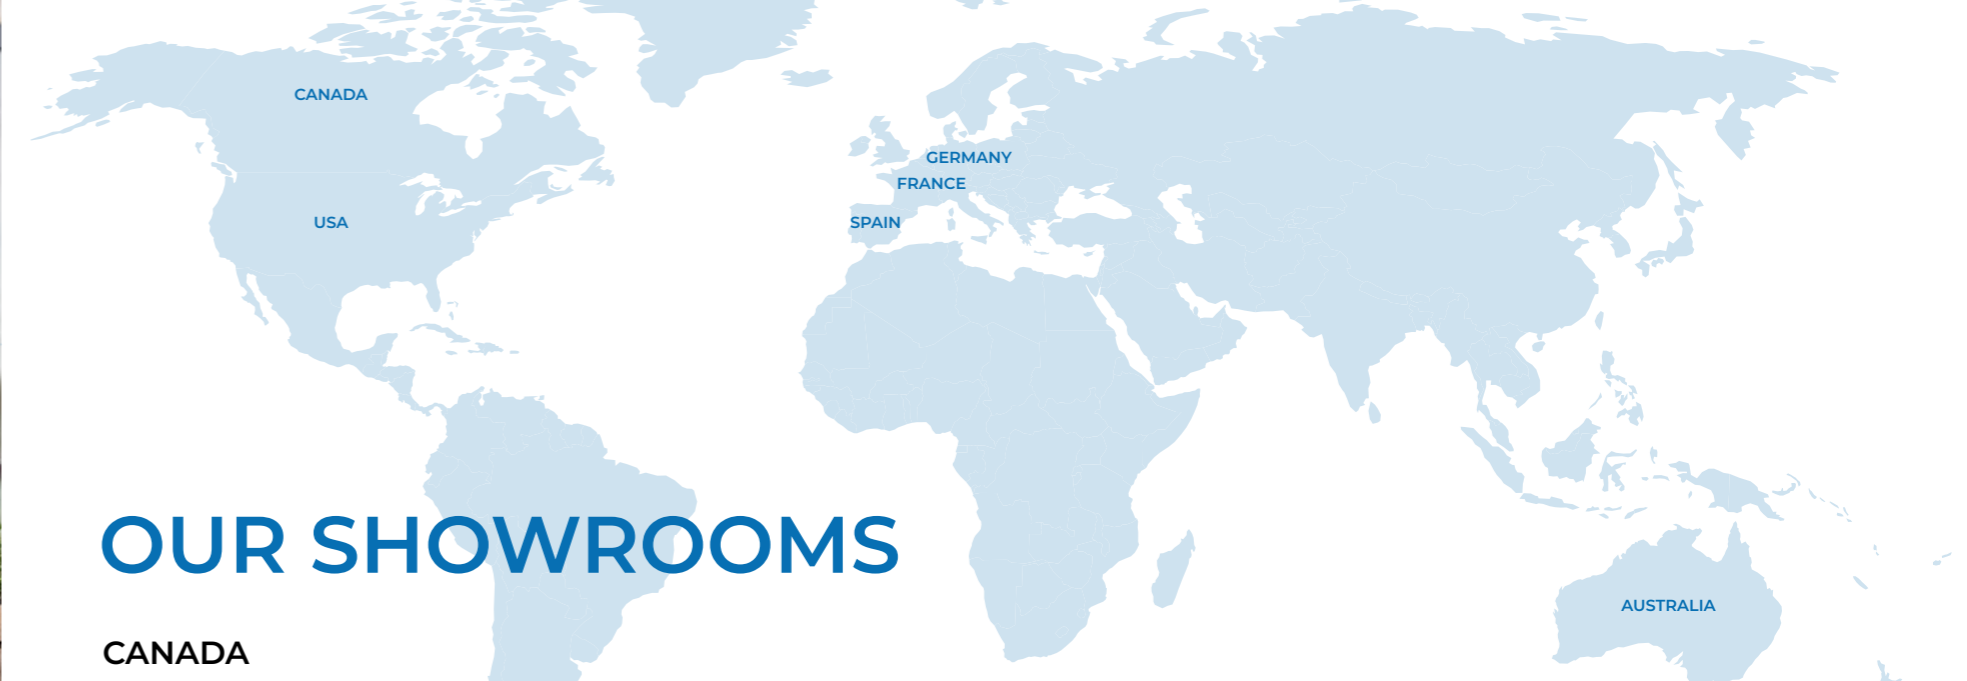 CANADA
GERMANY
FRANCE
USA
SPAIN
OUR SHOWROOMS
AUSTRALIA
CANADA